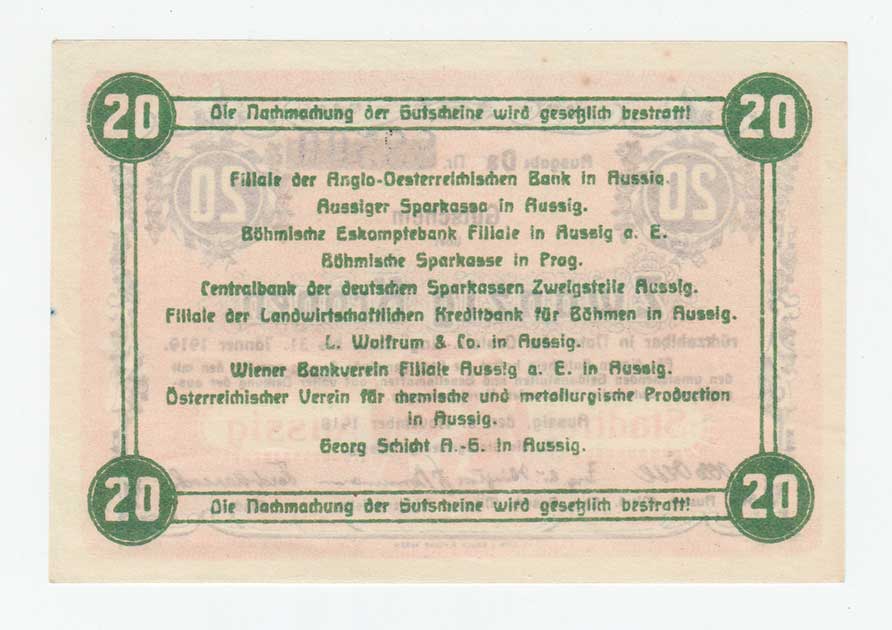 20 Die Nachmachung der Gutscheine wird gesetzlich bestraft! 20
Filiale der Anglo-Oesterreichischen Bank in Aussig.
Aussiger Sparkassa in Aussig.
Böhmische Eskomptebank Filiale in Aussig a. E.
Böhmische Sparkasse in Prag.
Centralbank der deutschen Sparkassen Zweigstelle Aussig.
Filiale der Landwirtschaftlichen Kreditbank für Böhmen in Aussig.
L. Wolfrum & Co. in Aussig.
Wiener Bankverein Filiale Aussig a. E. in Aussig.
Österreichischer Verein für chemische und metallurgische Production
in Aussig.
Georg Schicht A.-G. in Aussig.
20 Die Nachmachung der Gutscheine wird gesetzlich bestraft! 20